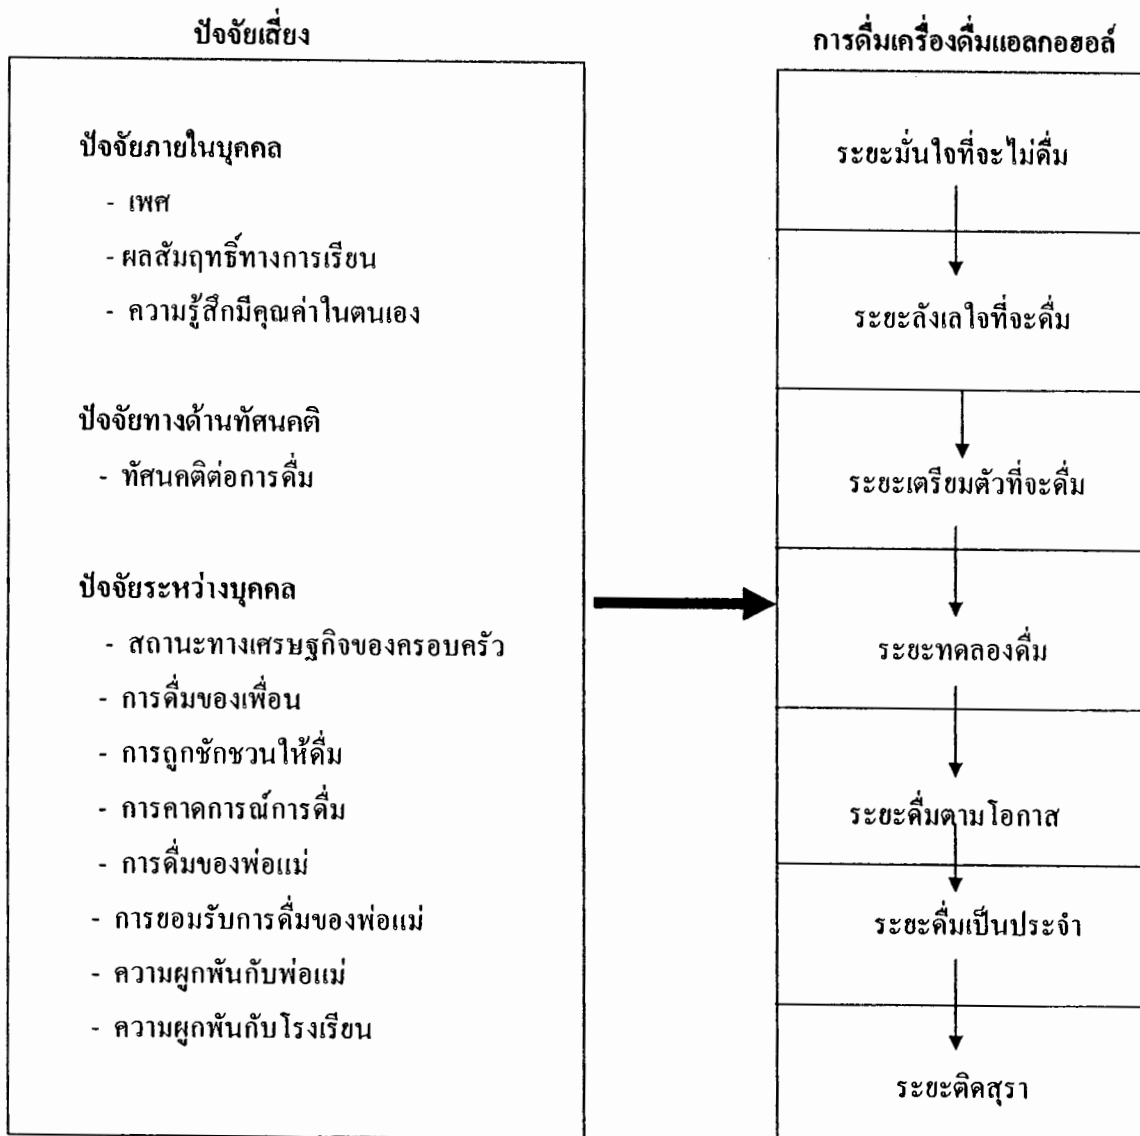 ปัจจัยเสี่ยง
ปัจจัยภายในบุคคล
- เพศ
-ผลสัมฤทธิ์ทางการเรียน
- ความรู้สึกมีคุณค่าในตนเอง
ปัจจัยทางด้านทัศนคติ
- ทัศนคติต่อการดื่ม
ปัจจัยระหว่างบุคคล
- สถานะทางเศรษฐกิจของครอบครัว
- การดื่มของเพื่อน
- การถูกชักชวนให้ดื่ม
- การคาดการณ์การดื่ม
- การดื่มของพ่อแม่
- การยอมรับการดื่มของพ่อแม่
- ความผูกพันกับพ่อแม่
- ความผูกพันกับโรงเรียน
การดื่มเครื่องดื่มแอลกอฮอล์
ระยะมั่นใจที่จะไม่ดื่ม
ระยะลังเลใจที่จะดื่ม
ระยะเตรียมตัวที่จะดื่ม
ระยะทดลองดื่ม
ระยะดื่มตามโอกาส
ระยะดื่มเป็นประจำ
ระยะติดสุรา